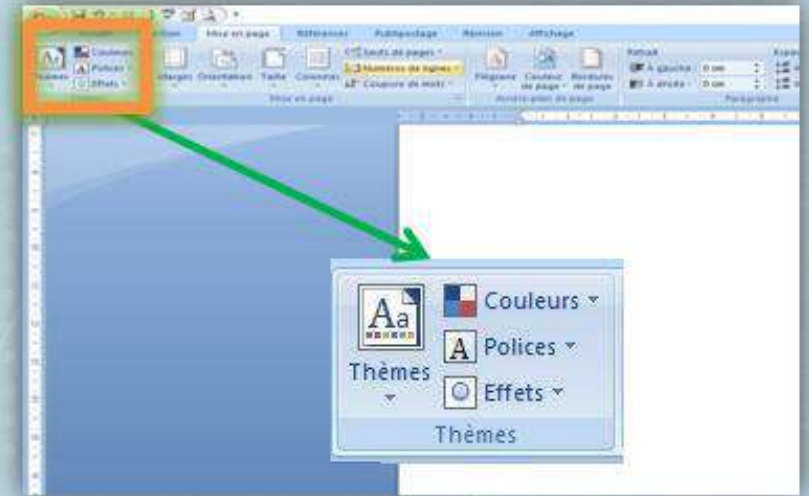 Mise en page Références Publipostage Révision Affichage
Couleurs
Polices
Effets
Thèmes
Marges Orientation Taille Colonnes
Sauts de pages
Numéros de lignes
Coupure de mots
Filigrane Couleur de page Bordures de page
Retrait
À gauche : 0 cm
À droite : 0 cm
Mise en page
Arrière-plan de page
Paragraphe
Couleurs
Polices
Thèmes
Effets
Thèmes